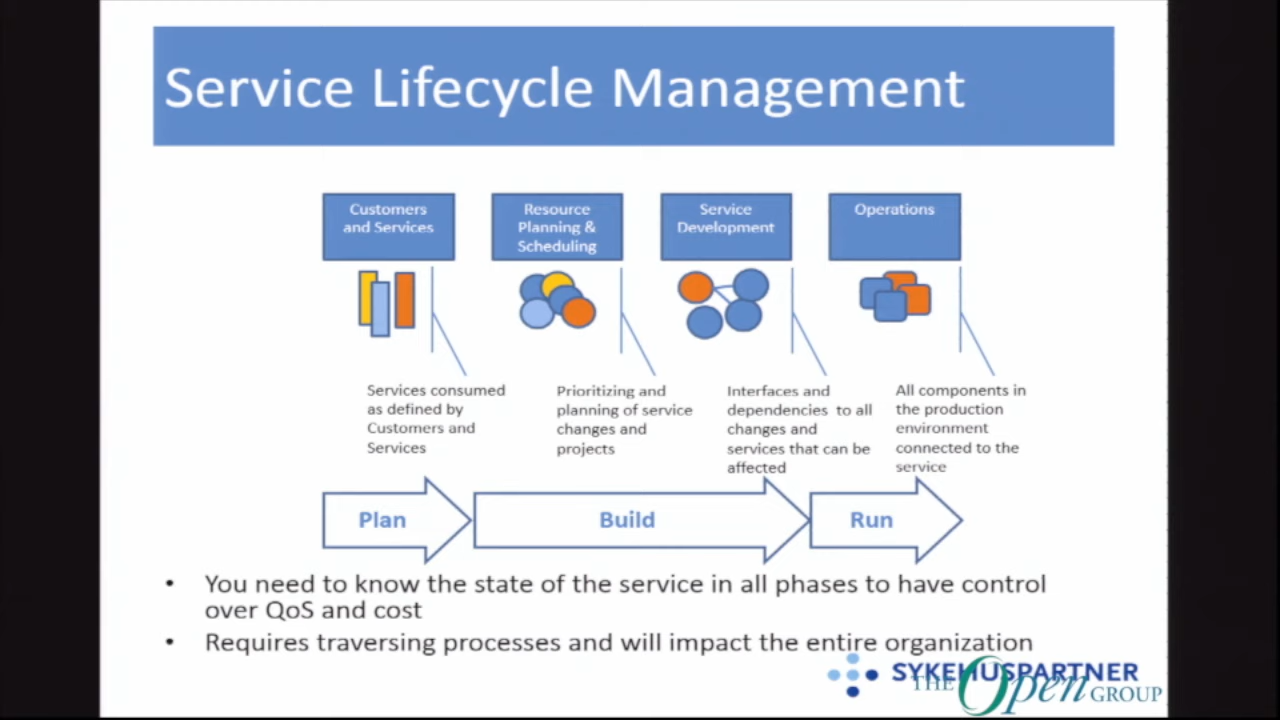 Service Lifecycle Management
Customers
and Services
Resource
Planning &
Scheduling
Service
Development
Operations
Services consumed
as defined by
Customers and
Services
Prioritizing and
planning of service
changes and
projects
Interfaces and
dependencies to all
changes and
services that can be
affected
All components in
the production
environment
connected to the
service
Plan
Build
Run
• You need to know the state of the service in all phases to have control
over QoS and cost
• Requires traversing processes and will impact the entire organization
SYKEHUSPARTNER
THE Open GROUP